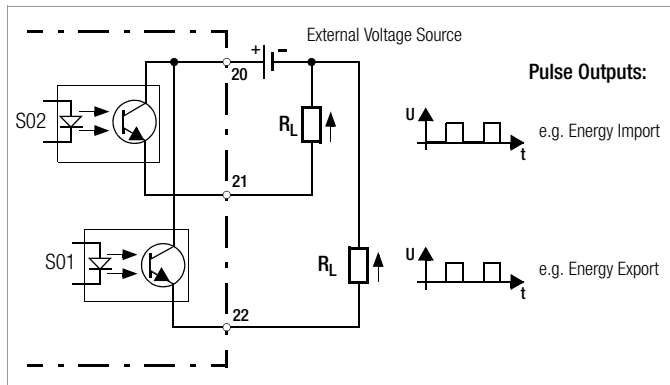 External Voltage Source
+ -
20
Pulse Outputs:
S02
RL
U
t
e.g. Energy Import
21
S01
RL
U
t
e.g. Energy Export
22